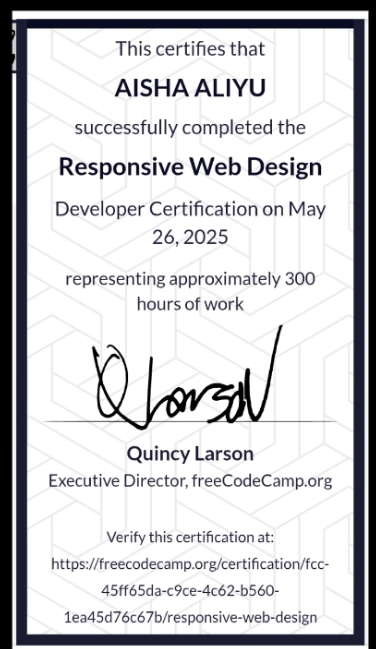 This certifies that
AISHA ALIYU
successfully completed the
Responsive Web Design
Developer Certification on May
26, 2025
representing approximately 300
hours of work
Quincy Larson
Executive Director, freeCodeCamp.org
Verify this certification at:
https://freecodecamp.org/certification/fcc-
45ff65da-c9ce-4c62-b560-
1ea45d76c67b/responsive-web-design